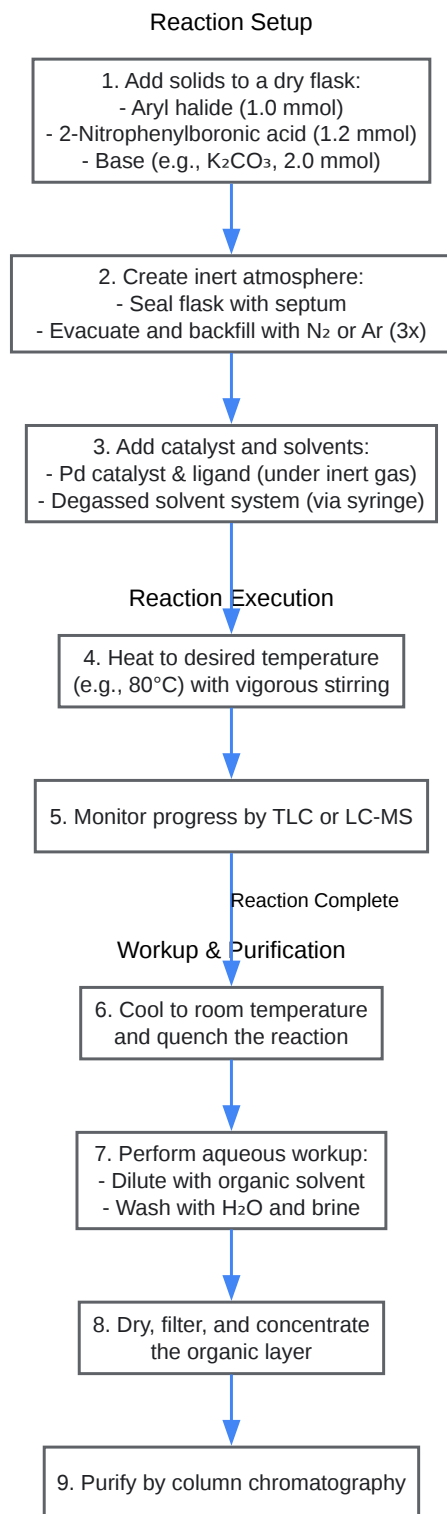 Reaction Setup
1. Add solids to a dry flask:
- Aryl halide (1.0 mmol)
- 2-Nitrophenylboronic acid (1.2 mmol)
- Base (e.g., K₂CO₃, 2.0 mmol)
2. Create inert atmosphere:
- Seal flask with septum
- Evacuate and backfill with N₂ or Ar (3x)
3. Add catalyst and solvents:
- Pd catalyst & ligand (under inert gas)
- Degassed solvent system (via syringe)
Reaction Execution
4. Heat to desired temperature
(e.g., 80°C) with vigorous stirring
5. Monitor progress by TLC or LC-MS
Reaction Complete
Workup & Purification
6. Cool to room temperature
and quench the reaction
7. Perform aqueous workup:
- Dilute with organic solvent
- Wash with H₂O and brine
8. Dry, filter, and concentrate
the organic layer
9. Purify by column chromatography